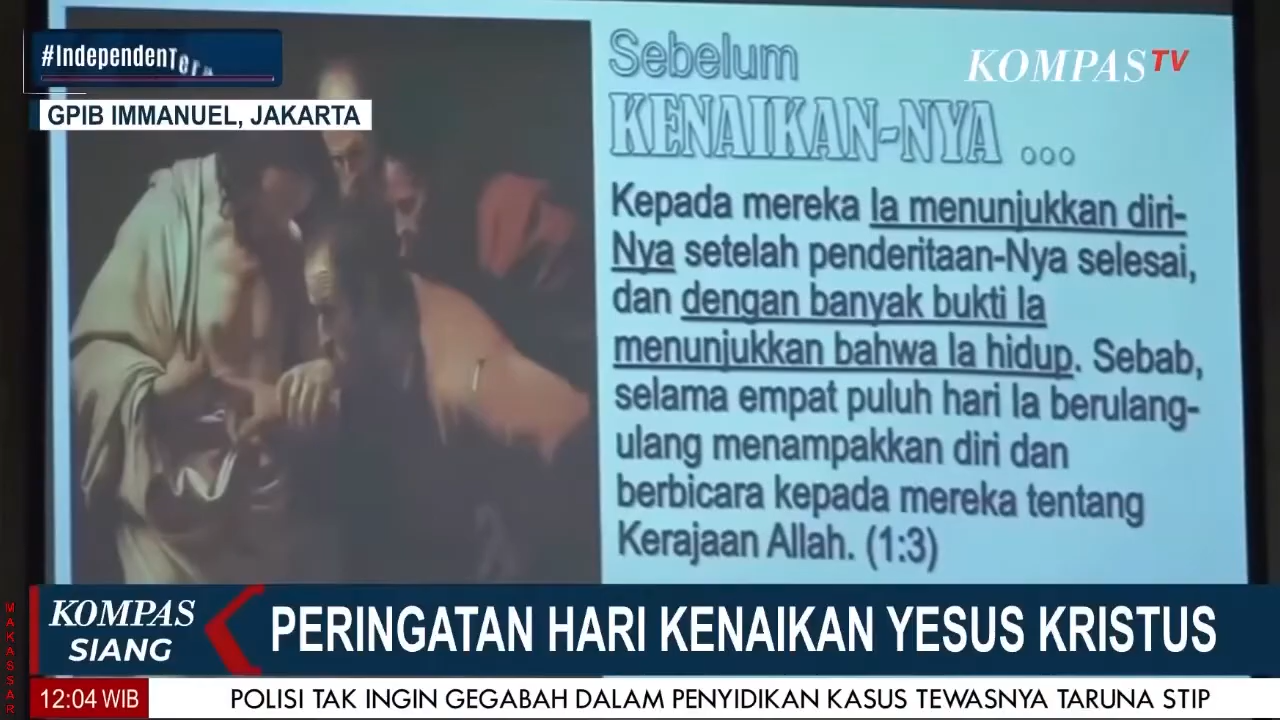 #Independen
KOMPAS TV
GPIB IMMANUEL, JAKARTA
Sebelum
KENAIKAN-NYA ...
Kepada mereka Ia menunjukkan diri-
Nya setelah penderitaan-Nya selesai,
dan dengan banyak bukti Ia
menunjukkan bahwa Ia hidup. Sebab,
selama empat puluh hari Ia berulang-
ulang menampakkan diri dan
berbicara kepada mereka tentang
Kerajaan Allah. (1:3)
MAKASSAR
KOMPAS
SIANG
PERINGATAN HARI KENAIKAN YESUS KRISTUS
12:04 WIB
POLISI TAK INGIN GEGABAH DALAM PENYIDIKAN KASUS TEWASNYA TARUNA STIP